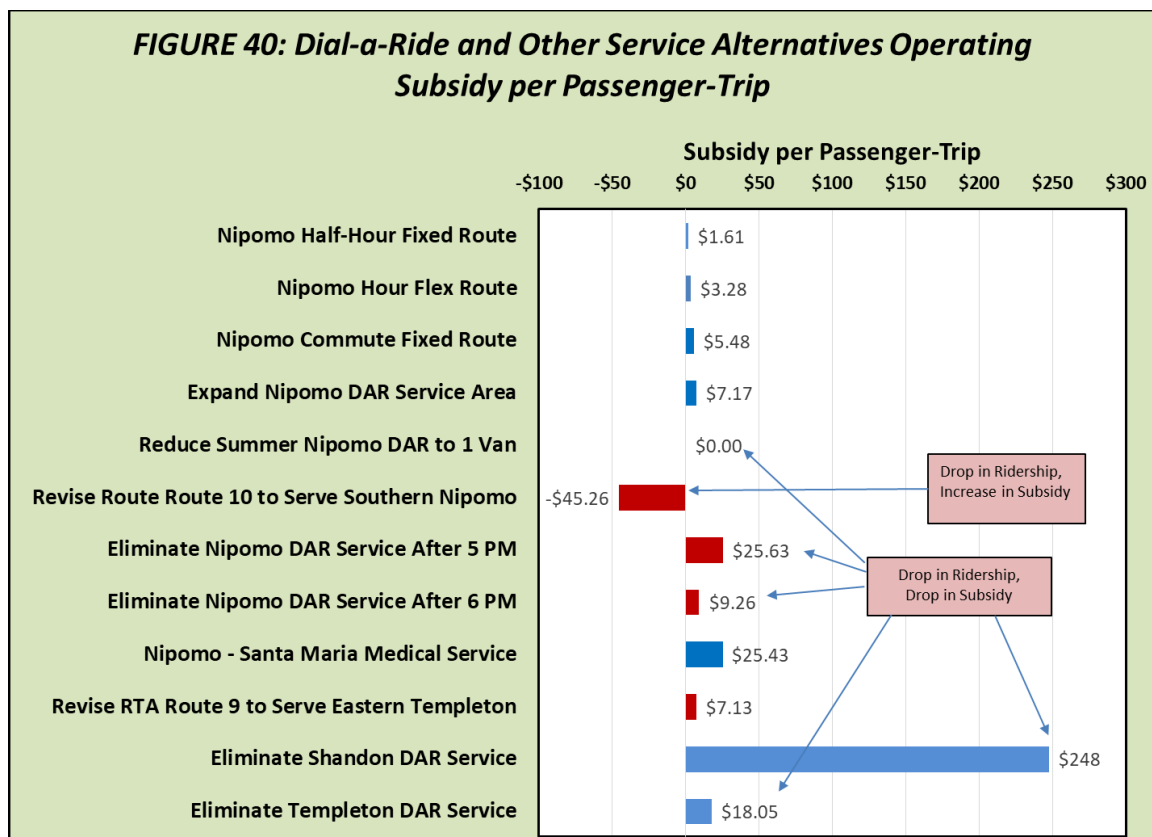 FIGURE 40: Dial-a-Ride and Other Service Alternatives Operating
Subsidy per Passenger-Trip
Subsidy per Passenger-Trip
-$100 -$50 $0 $50 $100 $150 $200 $250 $300
Nipomo Half-Hour Fixed Route $1.61
Nipomo Hour Flex Route $3.28
Nipomo Commute Fixed Route $5.48
Expand Nipomo DAR Service Area $7.17
Reduce Summer Nipomo DAR to 1 Van $0.00
Drop in Ridership,
Increase in Subsidy
Revise Route Route 10 to Serve Southern Nipomo -$45.26
Eliminate Nipomo DAR Service After 5 PM $25.63
Drop in Ridership,
Drop in Subsidy
Eliminate Nipomo DAR Service After 6 PM $9.26
Nipomo - Santa Maria Medical Service $25.43
Revise RTA Route 9 to Serve Eastern Templeton $7.13
Eliminate Shandon DAR Service $248
Eliminate Templeton DAR Service $18.05